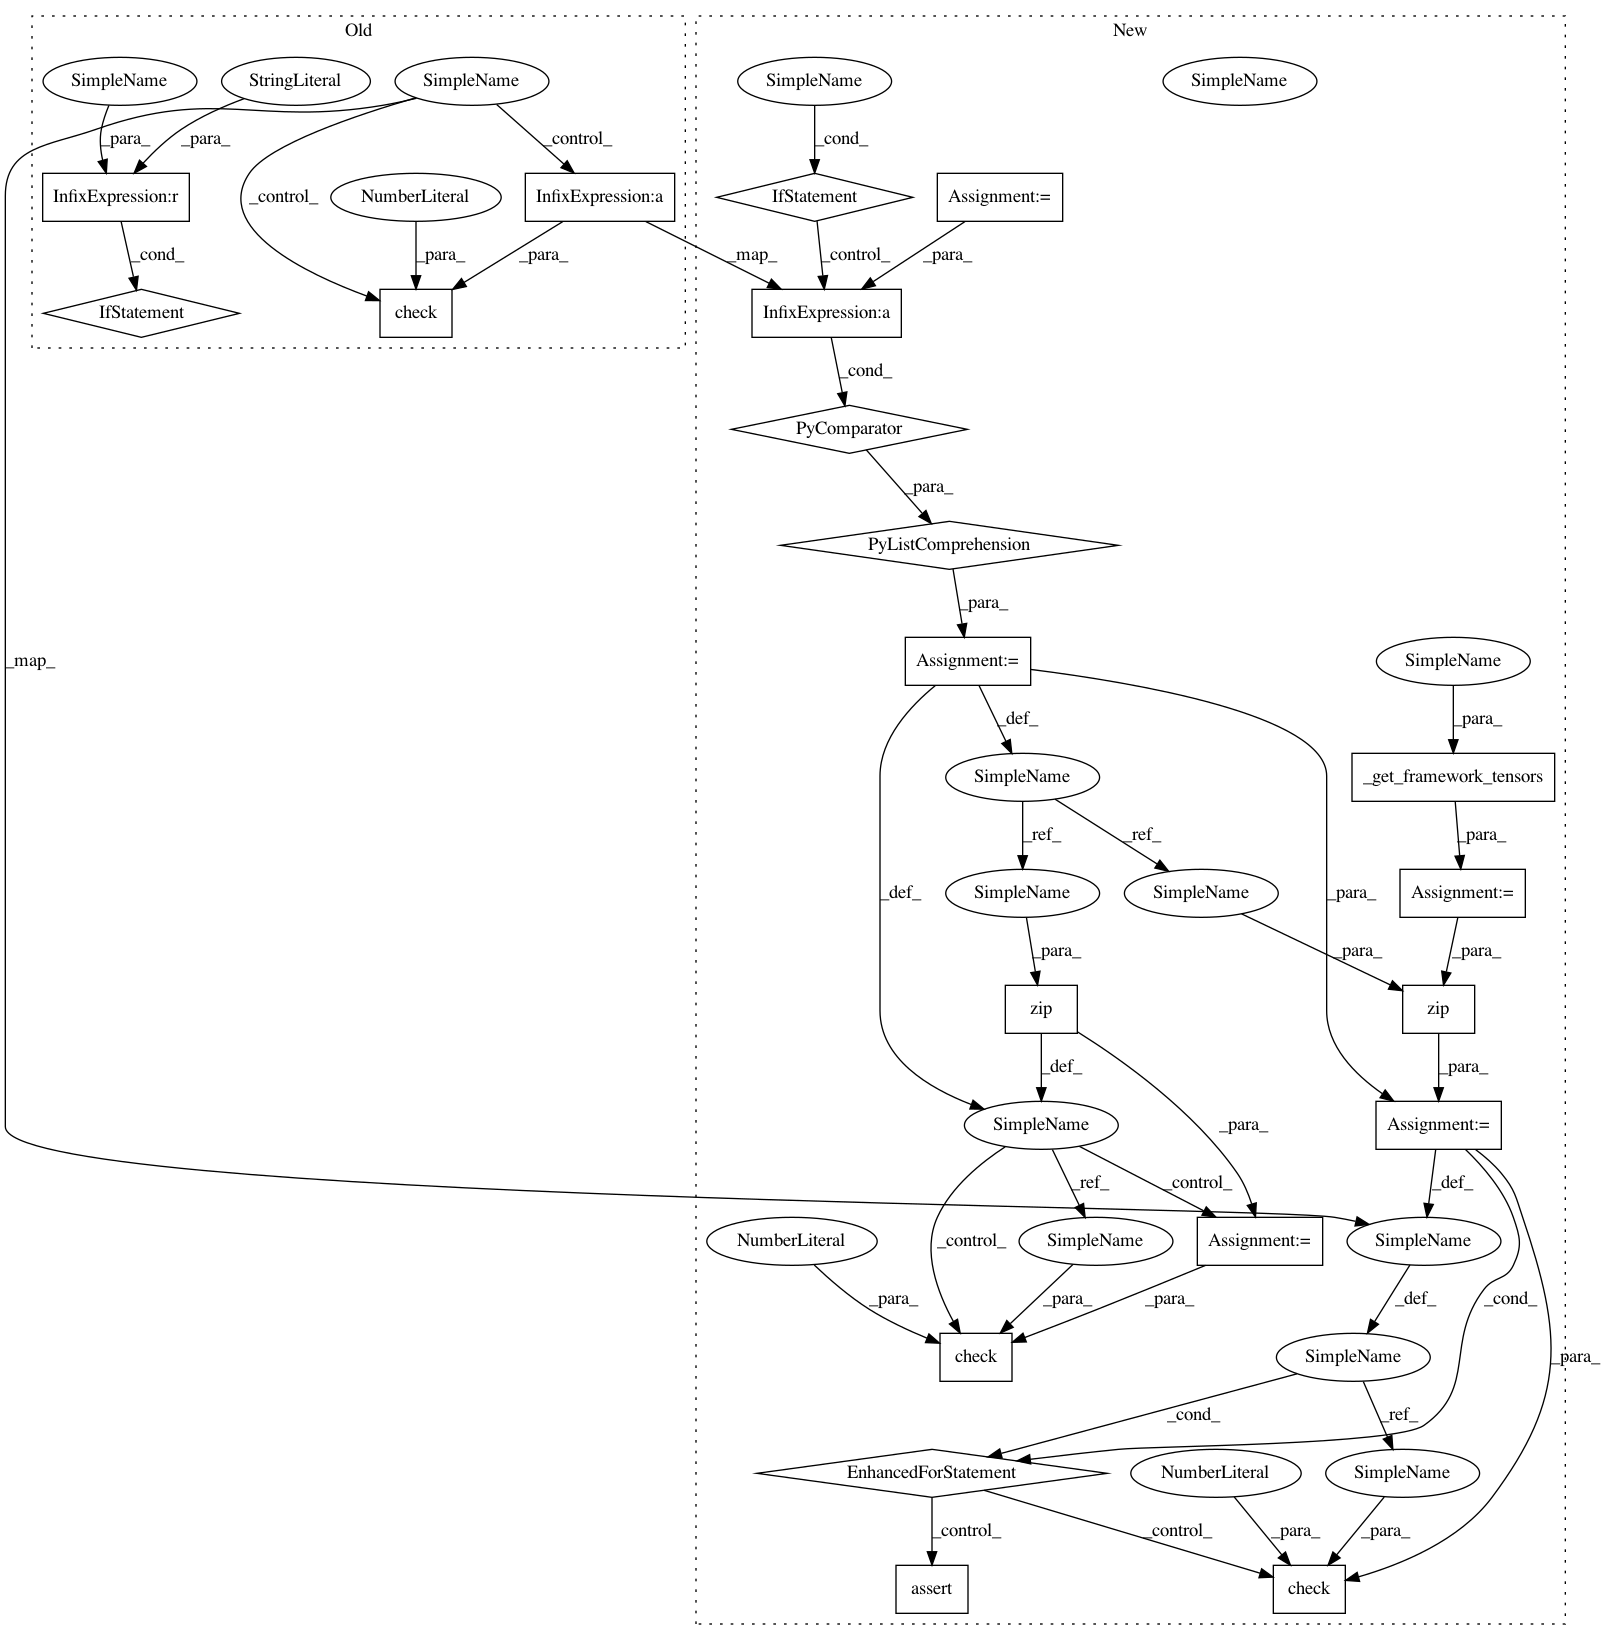 Old
New
SimpleName
StringLiteral
SimpleName
SimpleName
SimpleName
_para_
_para_
_control_
_cond_
InfixExpression:r
_control_
NumberLiteral
InfixExpression:a
IfStatement
Assignment:=
_cond_
_para_
_para_
_map_
_control_
_para_
IfStatement
check
InfixExpression:a
_cond_
PyComparator
_para_
PyListComprehension
_para_
_map_
Assignment:=
SimpleName
_def_
_para_
SimpleName
_get_framework_tensors
_ref_
_ref_
_para_
_def_
SimpleName
SimpleName
_para_
Assignment:=
_para_
_para_
_para_
zip
zip
_def_
_para_
SimpleName
_para_
Assignment:=
_ref_
_control_
_def_
NumberLiteral
_control_
SimpleName
Assignment:=
SimpleName
_para_
_para_
_para_
_def_
_cond_
check
SimpleName
_para_
_cond_
_ref_
EnhancedForStatement
NumberLiteral
SimpleName
_control_
_control_
_para_
_para_
assert
check